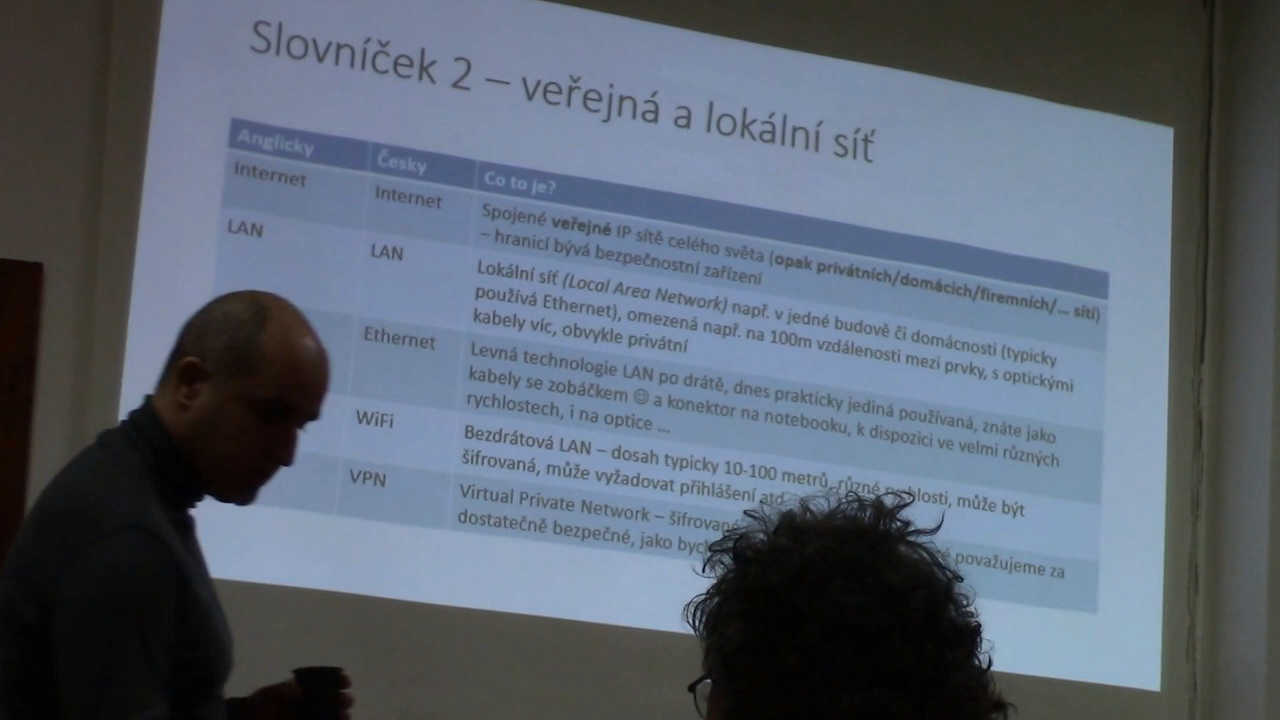 Slovníček 2 – veřejná a lokální síť
Anglicky Česky Co to je?
Internet Internet Spojené veřejné IP sítě celého světa (opak privátních/domácích/firemních/... sítí)
– hranicí bývá bezpečnostní zařízení
LAN LAN Lokální síť (Local Area Network) např. v jedné budově či domácnosti (typicky
používá Ethernet), omezená např. na 100m vzdálenosti mezi prvky, s optickými
kabely víc, obvykle privátní
Ethernet Levná technologie LAN po drátě, dnes prakticky jediná používaná, znáte jako
kabely se zobáčkem ☺ a konektor na notebooku, k dispozici ve velmi různých
rychlostech, i na optice ...
WiFi Bezdrátová LAN – dosah typicky 10-100 metrů, různé rychlosti, může být
šifrovaná, může vyžadovat přihlášení atd
VPN Virtual Private Network – považujeme za
dostatečně bezpečné, jako